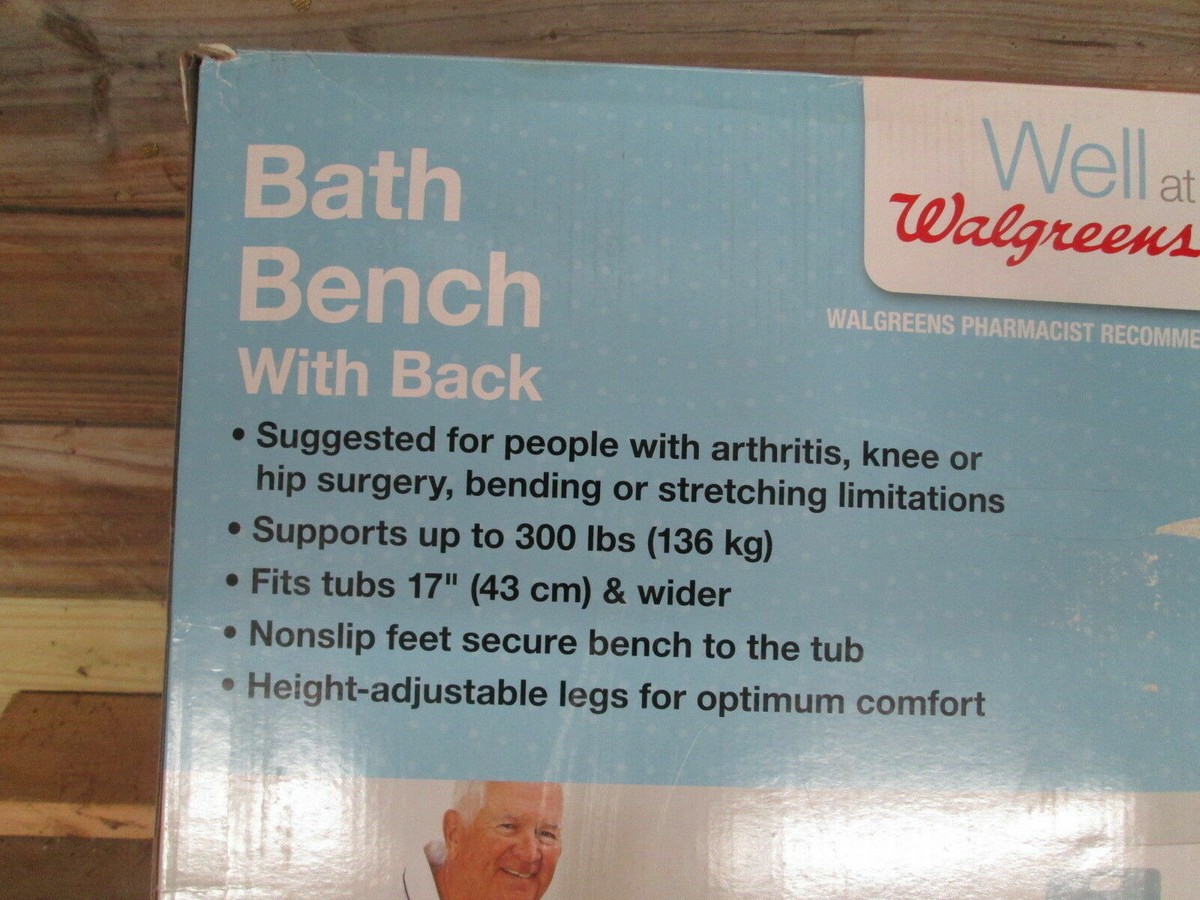 Bath
Bench
With Back
• Suggested for people with arthritis, knee or
hip surgery, bending or stretching limitations
• Supports up to 300 lbs (136 kg)
• Fits tubs 17" (43 cm) & wider
• Nonslip feet secure bench to the tub
• Height-adjustable legs for optimum comfort
Well at
Walgreens
WALGREENS PHARMACIST RECOMME